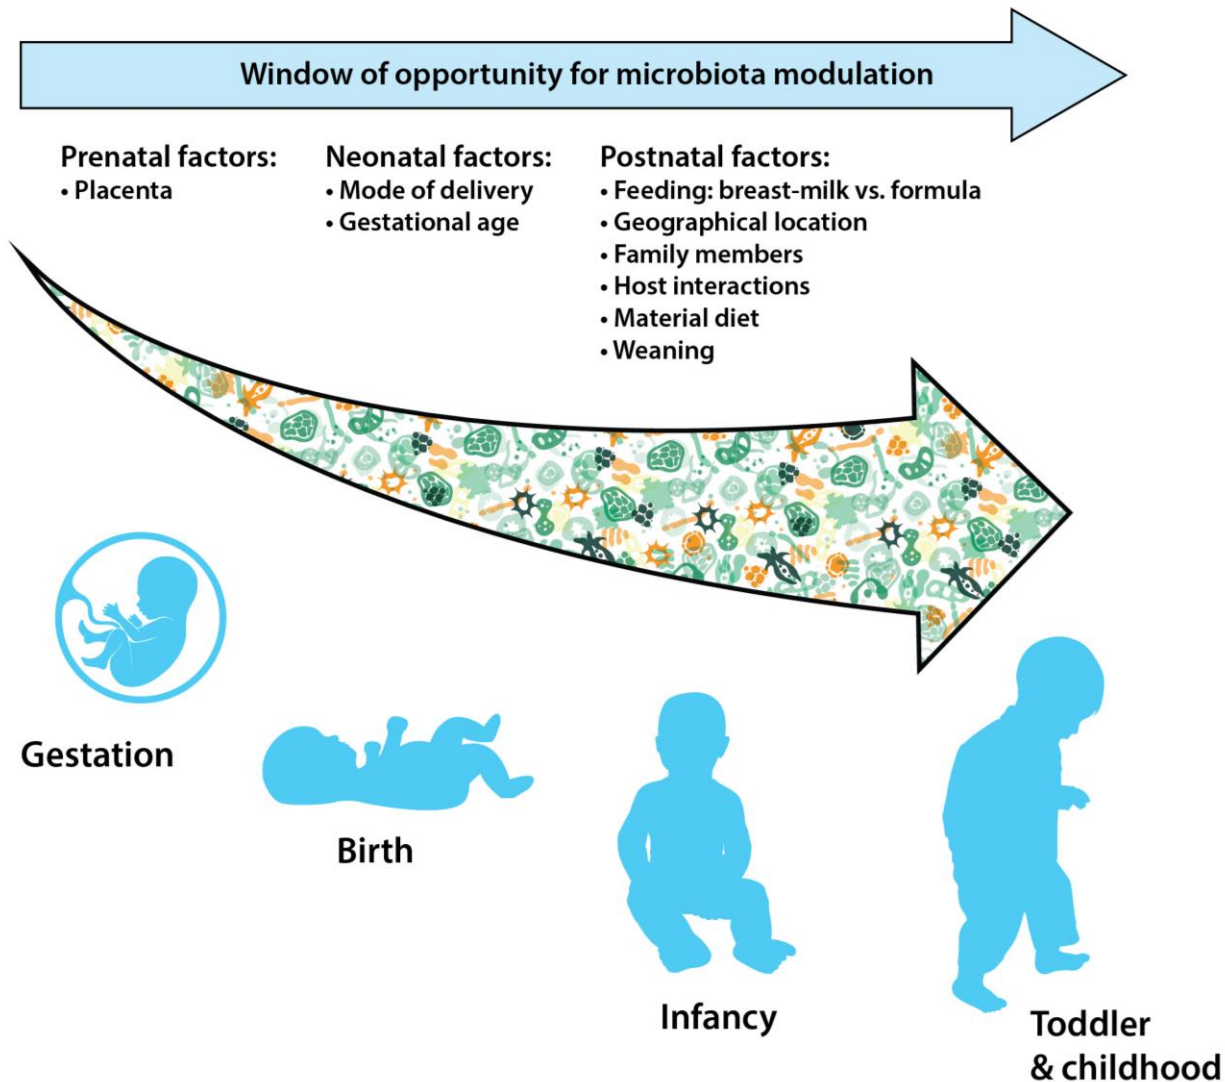 Window of opportunity for microbiota modulation
Prenatal factors:
• Placenta
Neonatal factors:
• Mode of delivery
• Gestational age
Postnatal factors:
• Feeding: breast-milk vs. formula
• Geographical location
• Family members
• Host interactions
• Material diet
• Weaning
Gestation
Birth
Infancy
Toddler
& childhood